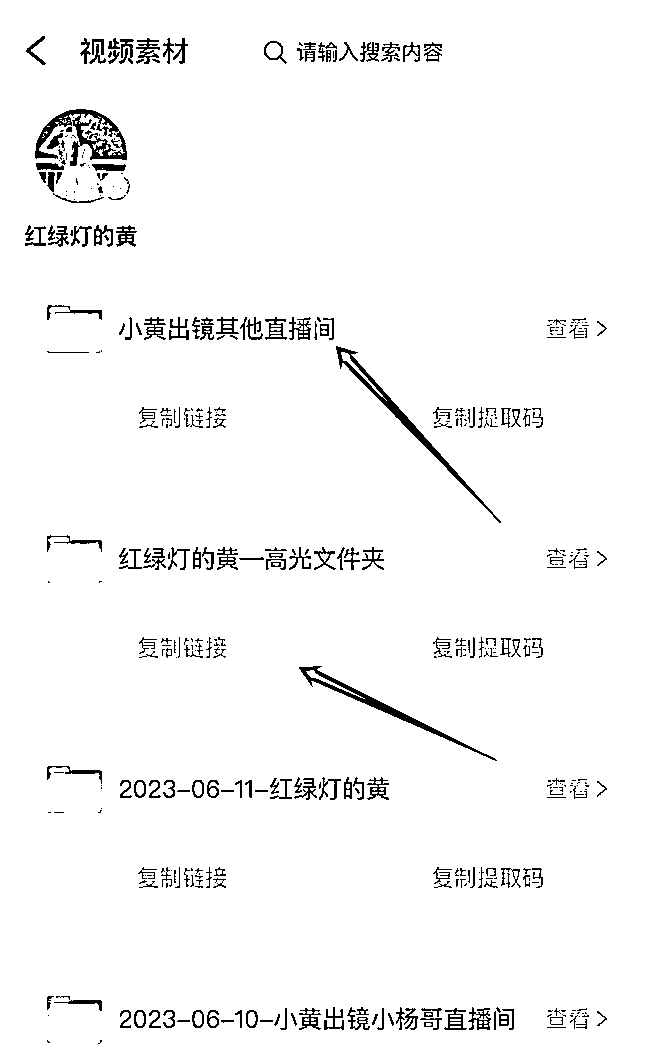 视频素材 请输入搜索内容
红绿灯的黄
小黄出镜其他直播间 查看
复制链接 复制提取码
红绿灯的黄—高光文件夹 查看
复制链接 复制提取码
2023-06-11-红绿灯的黄 查看
复制链接 复制提取码
2023-06-10-小黄出镜小杨哥直播间 查看